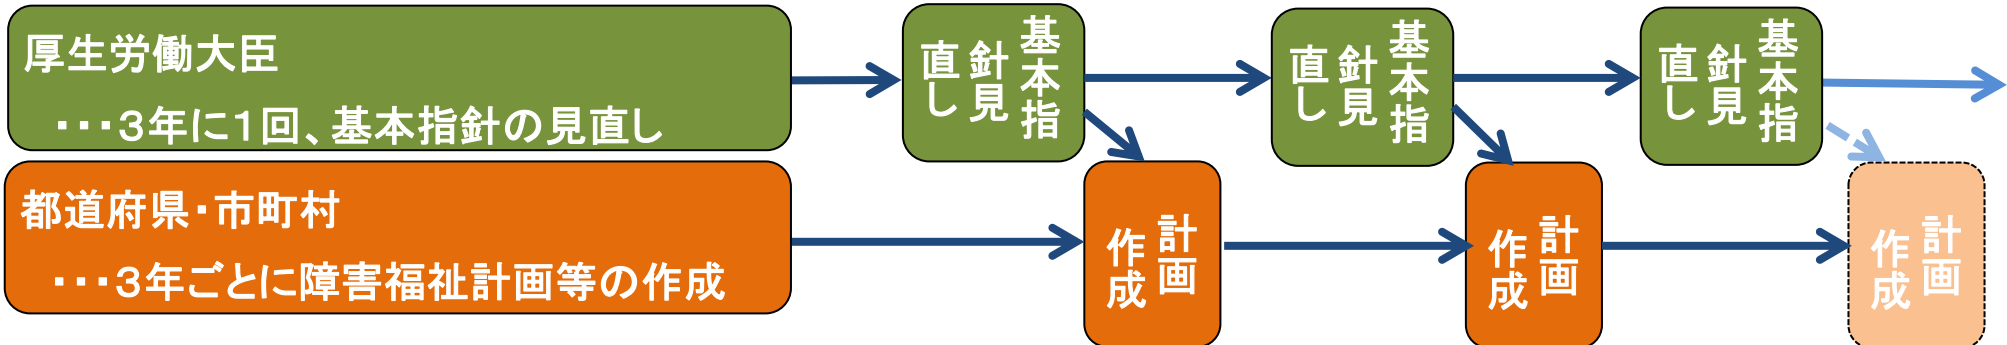 厚生労働大臣
・・・３年に１回、基本指針の見直し
基本指
針見
直し
基本指
針見
直し
基本指
針見
直し
都道府県・市町村
・・・３年ごとに障害福祉計画等の作成
計画
作成
計画
作成
計画
作成